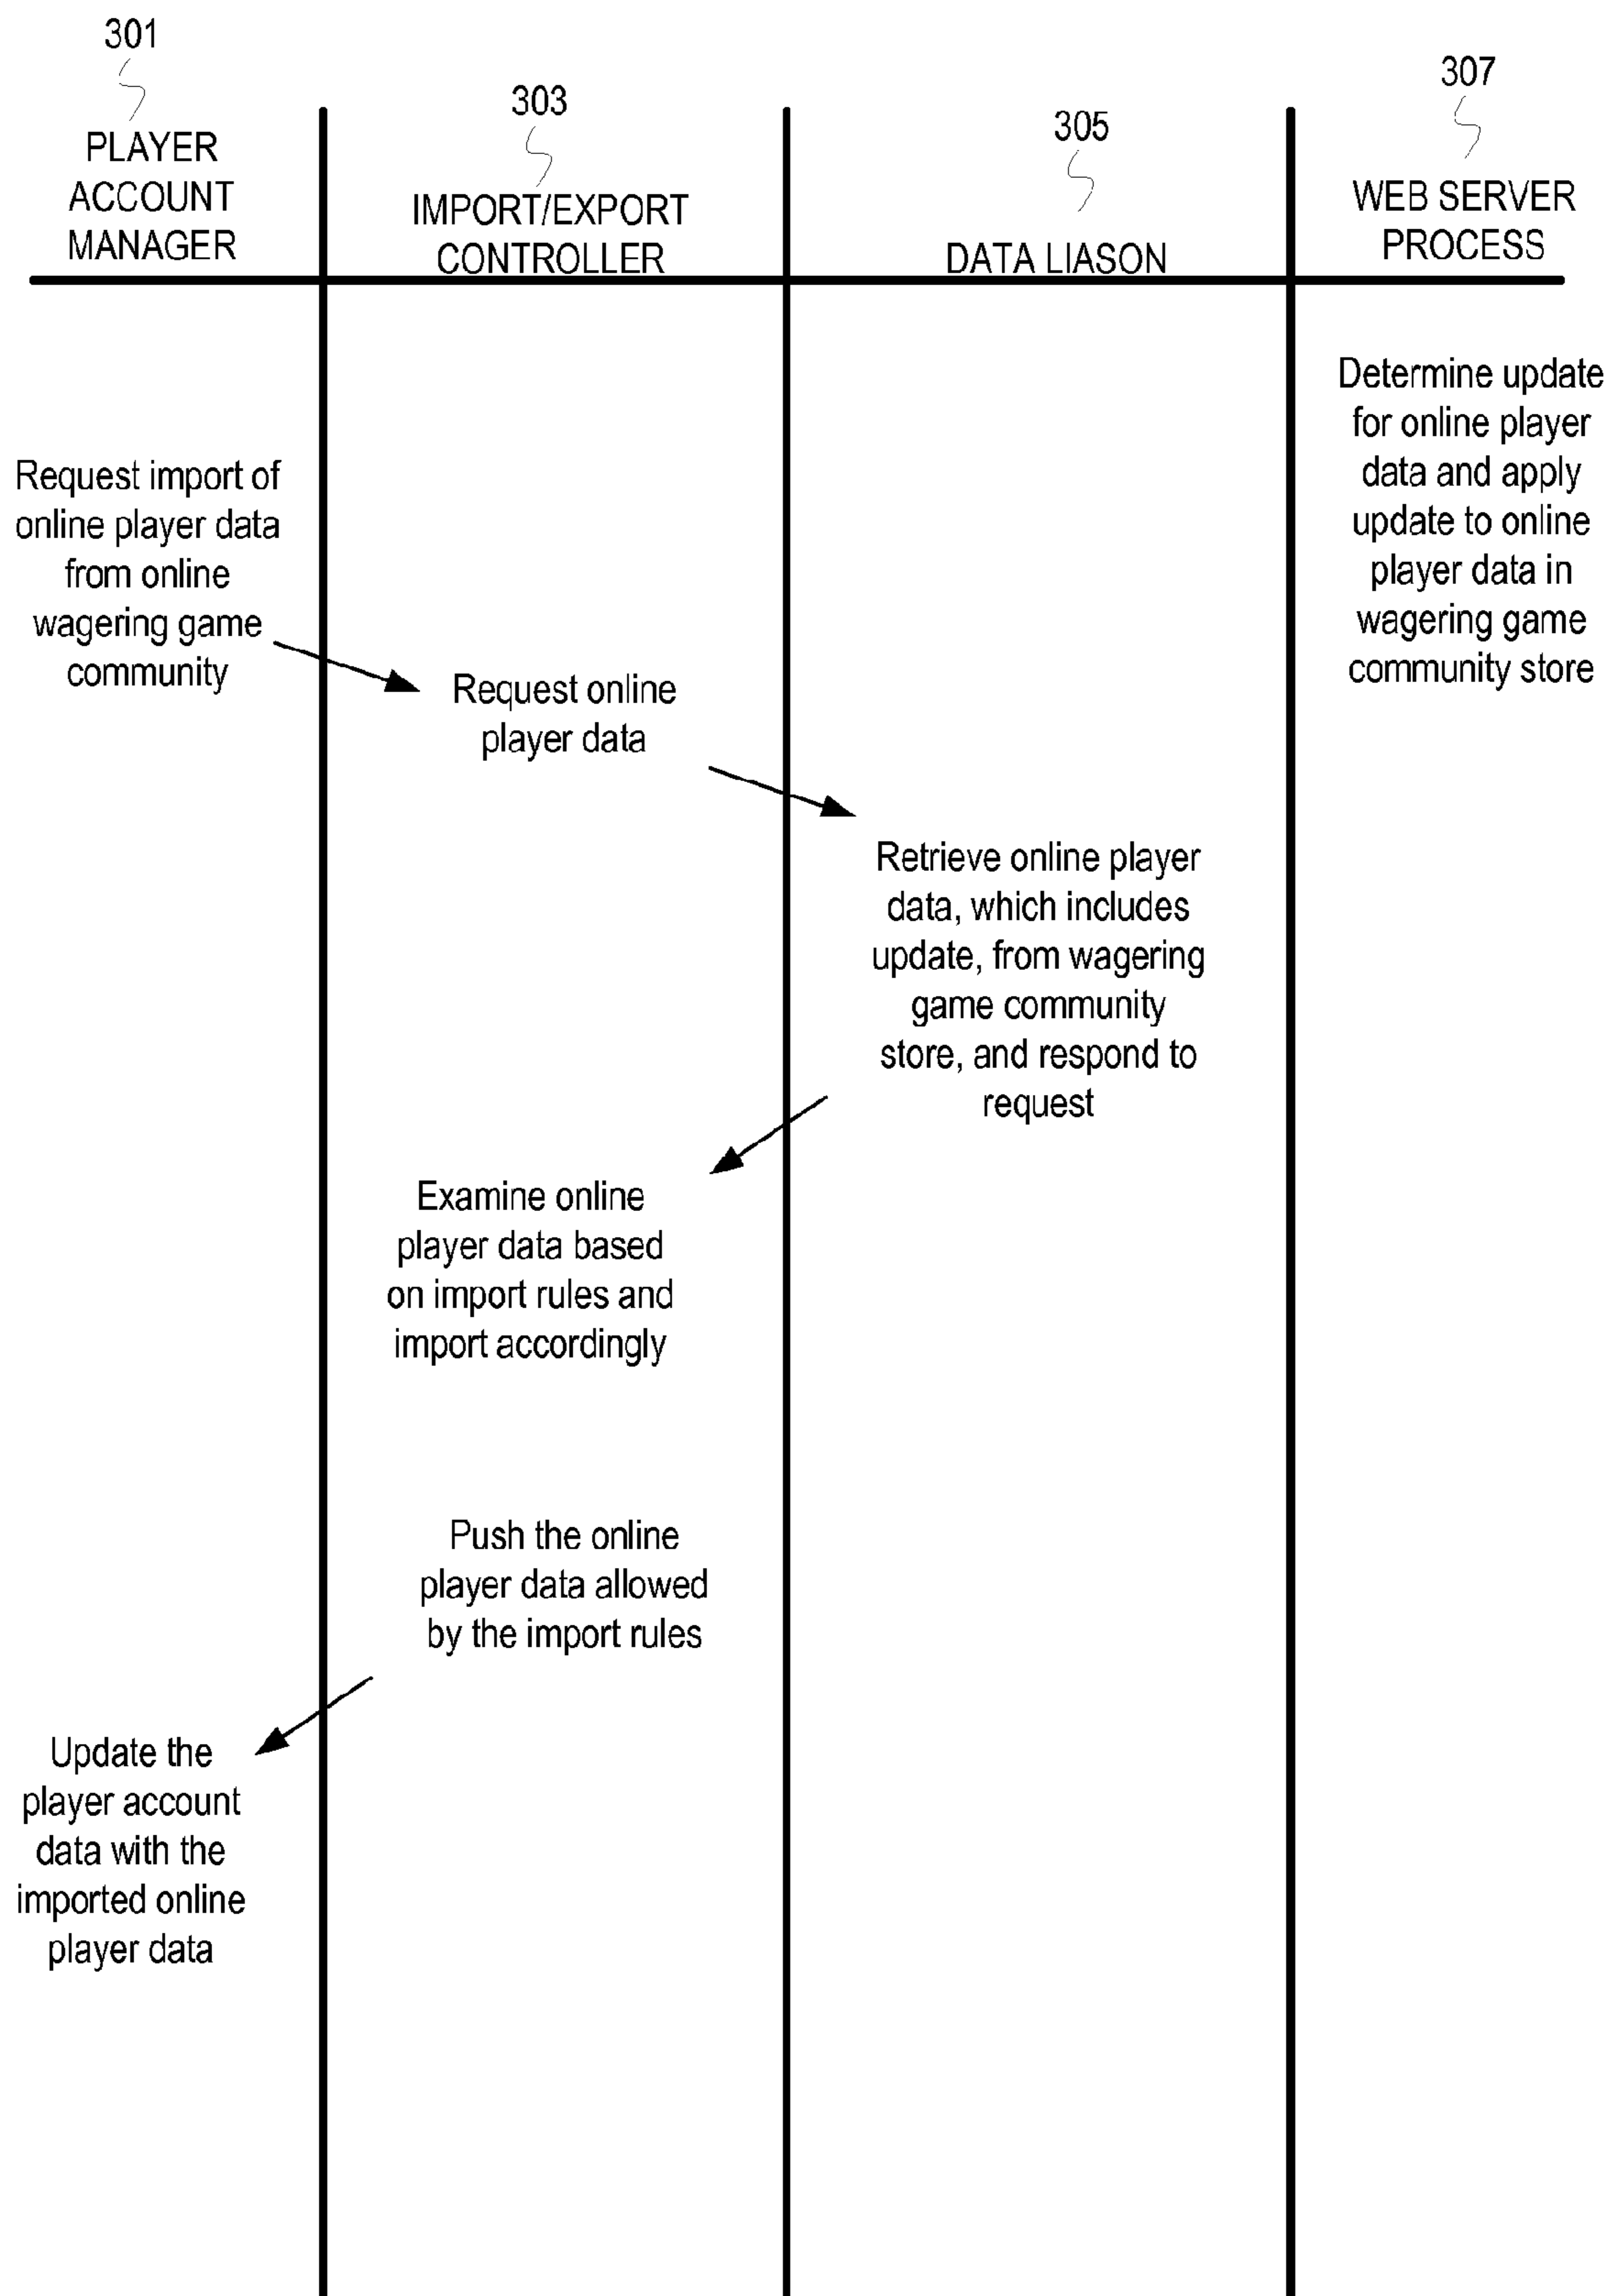 301
PLAYER
ACCOUNT
MANAGER
303
IMPORT/EXPORT
CONTROLLER
305
DATA LIASON
307
WEB SERVER
PROCESS
Determine update
for online player
data and apply
update to online
player data in
wagering game
community store
Request import of
online player data
from online
wagering game
community
Request online
player data
Retrieve online player
data, which includes
update, from wagering
game community
store, and respond to
request
Examine online
player data based
on import rules and
import accordingly
Push the online
player data allowed
by the import rules
Update the
player account
data with the
imported online
player data